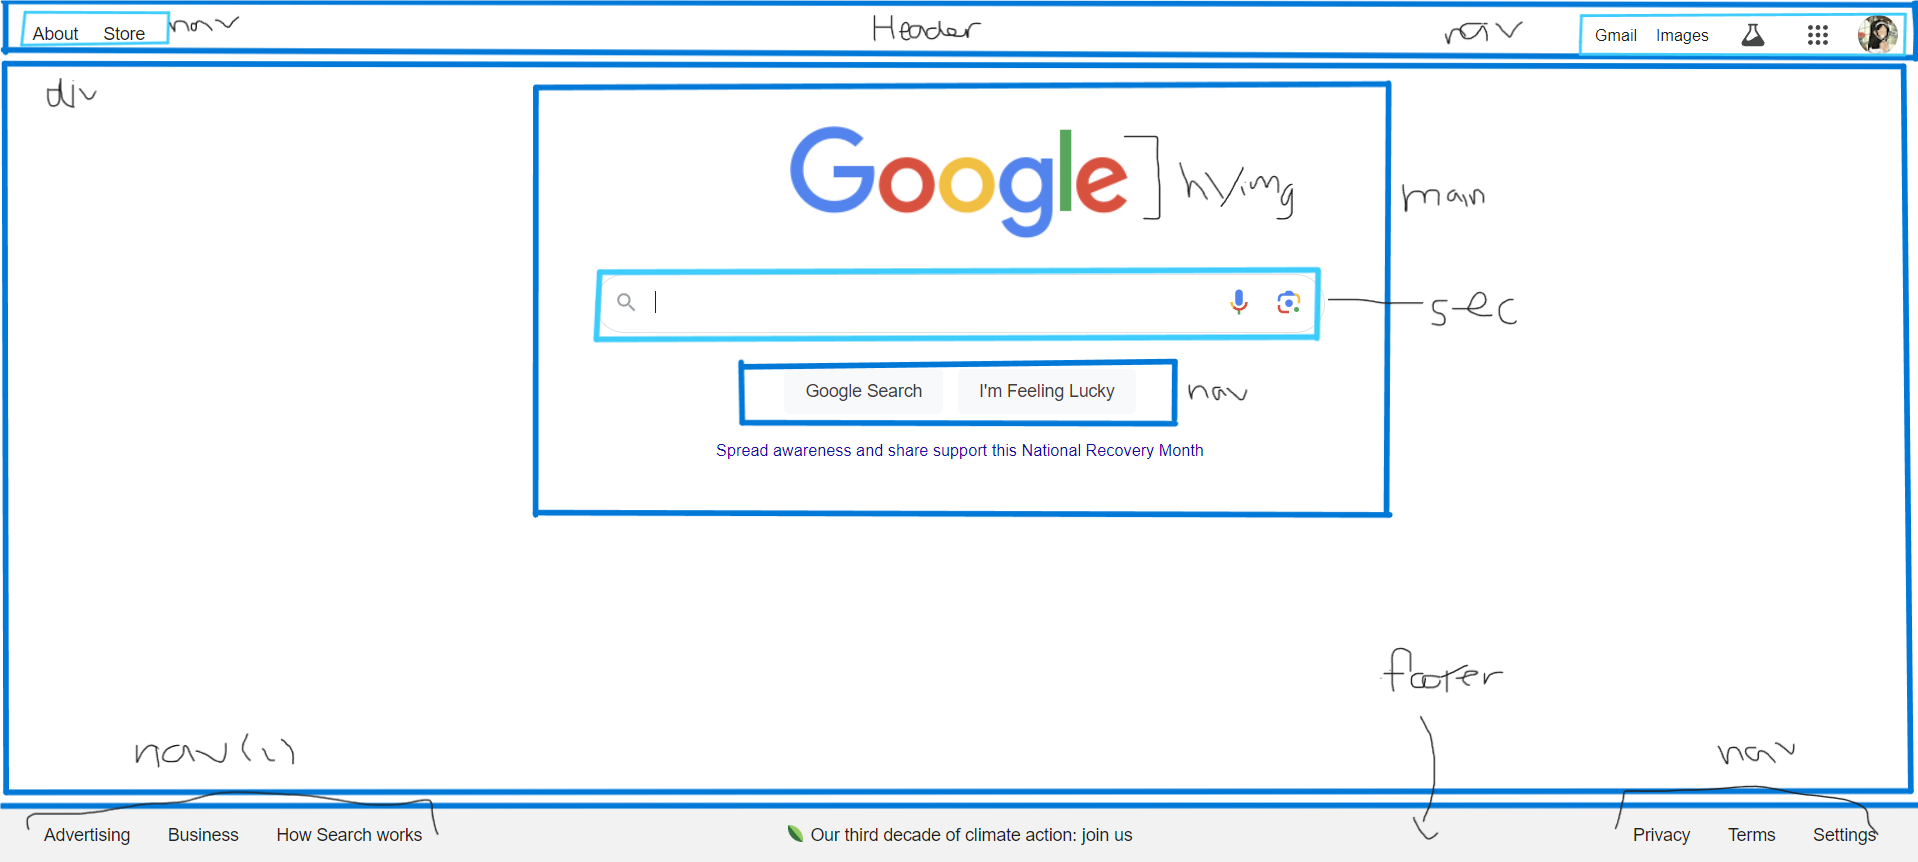 About Store nav Header nav Gmail Images
div
Google h1/img main
sec
Google Search I'm Feeling Lucky nav
Spread awareness and share support this National Recovery Month
footer
nav
Advertising Business How Search works Our third decade of climate action: join us Privacy Terms Settings